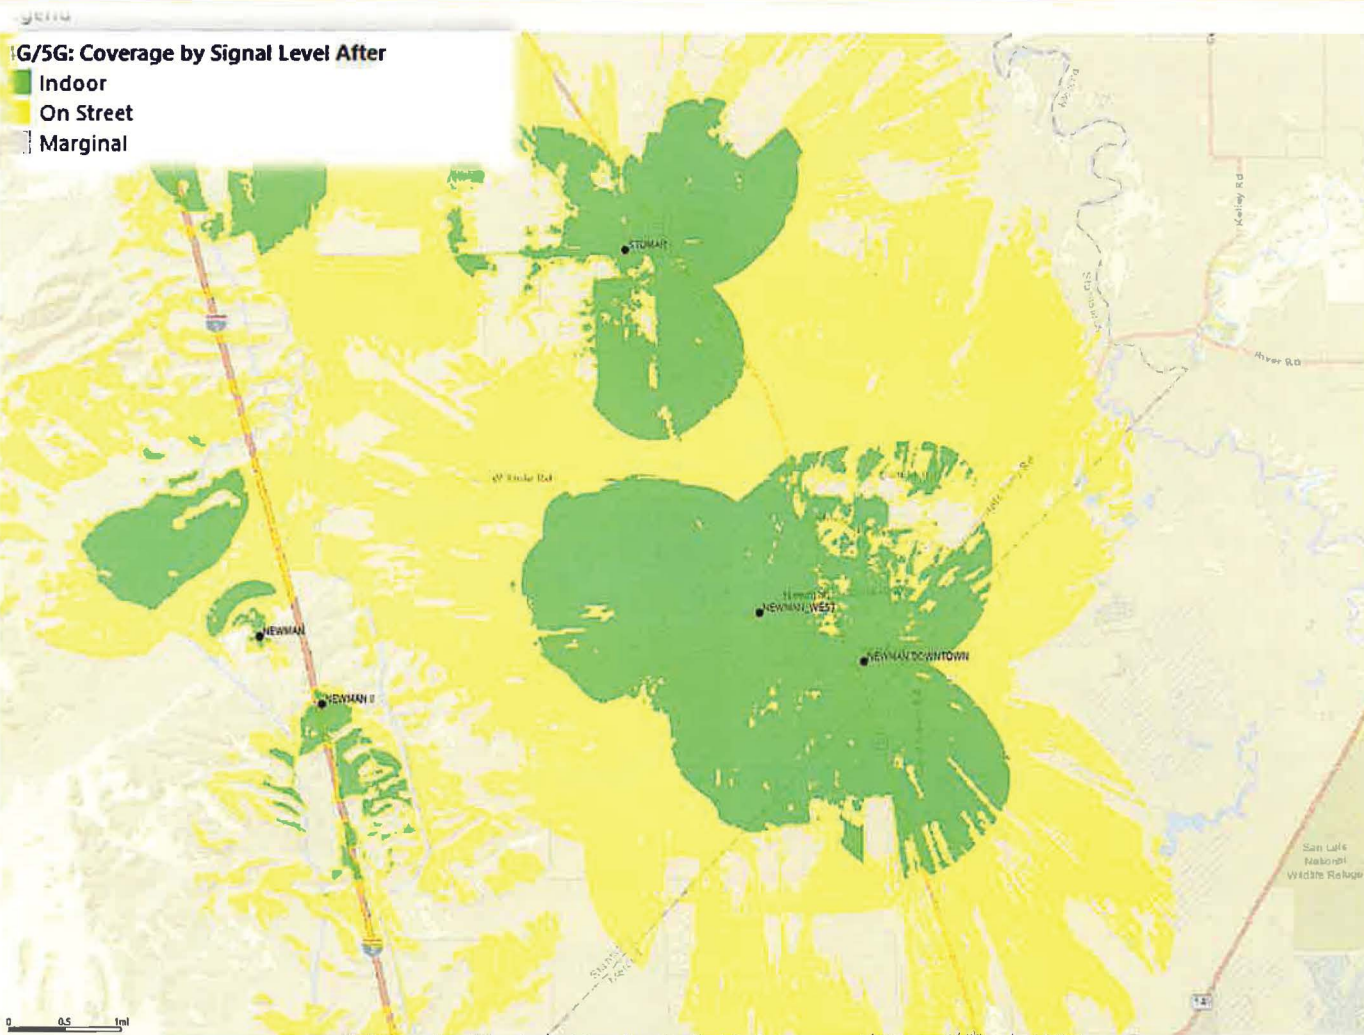 G/5G: Coverage by Signal Level After
Indoor
On Street
Marginal
STUMAR
Kelley Rd
River Rd
5
NEWMAN_WEST
NEWMAN
NEWMAN DOWNTOWN
NEWMAN II
San Luis
National
Wildlife Refuge
0
0.5
1mi